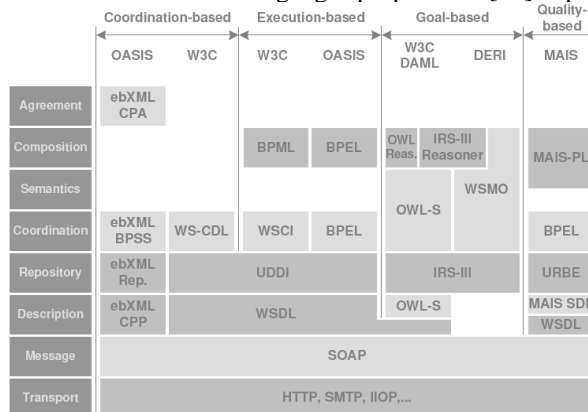 Coordination-based Execution-based Goal-based Quality-
based
OASIS W3C W3C OASIS W3C
DAML DERI MAIS
Agreement ebXML
CPA
Composition BPML BPEL OWL
Reas. IRS-III
Reasoner MAIS-PL
Semantics OWL-S WSMO
Coordination ebXML
BPSS WS-CDL WSCI BPEL BPEL
Repository ebXML
Rep. UDDI IRS-III URBE
Description ebXML
CPP WSDL OWL-S MAIS SDL
WSDL
Message SOAP
Transport HTTP, SMTP, IIOP,...